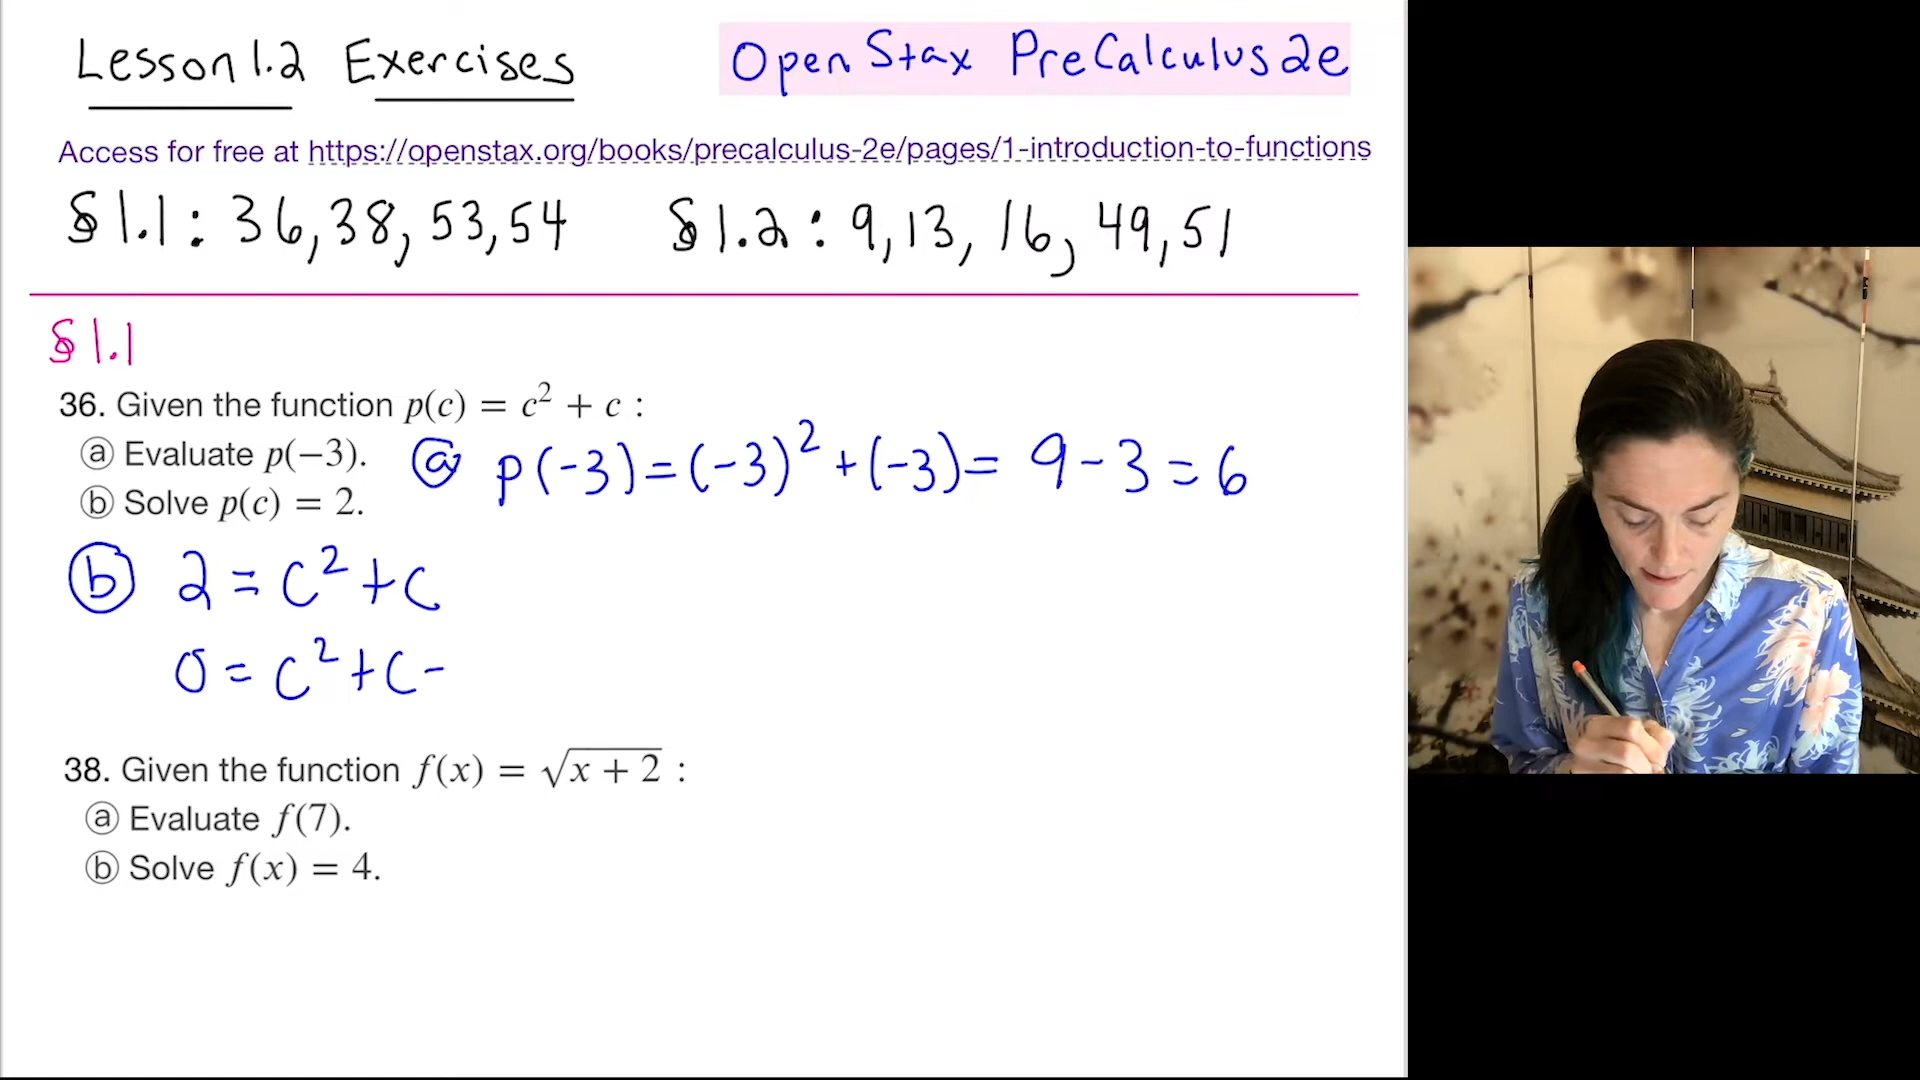 Lesson 1.2 Exercises
OpenStax PreCalculus 2e
Access for free at https://openstax.org/books/precalculus-2e/pages/1-introduction-to-functions
§1.1: 36, 38, 53, 54
§1.2: 9, 13, 16, 49, 51
§1.1
36. Given the function p(c) = c² + c :
ⓐ Evaluate p(−3).
ⓐ p(-3)=(-3)²+(-3)= 9-3=6
ⓑ Solve p(c) = 2.
ⓑ 2 = c²+c
0 = c²+c-
38. Given the function f(x) = √(x + 2) :
ⓐ Evaluate f(7).
ⓑ Solve f(x) = 4.